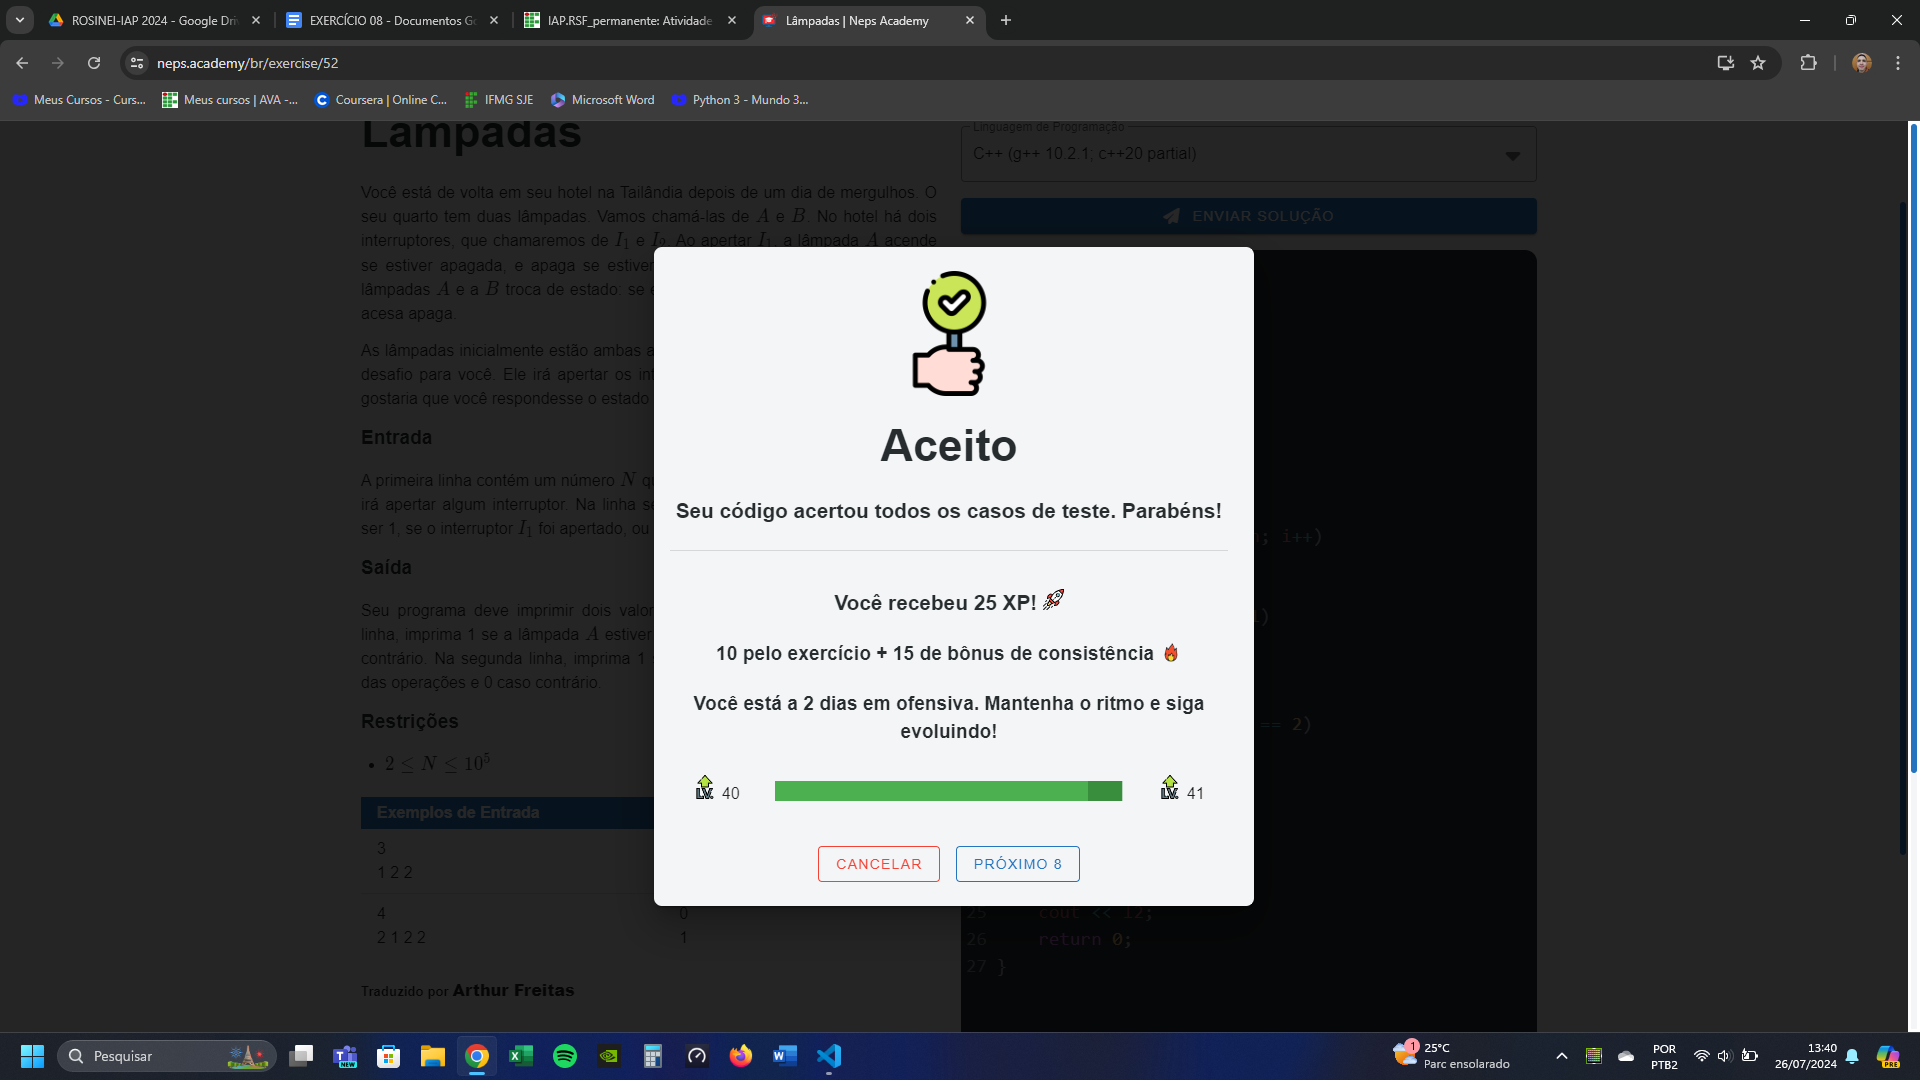 ROSINEI-IAP 2024 - Google Dri
EXERCÍCIO 08 - Documentos Go
IAP.RSF_permanente: Atividade
Lâmpadas | Neps Academy
neps.academy/br/exercise/52
Meus Cursos - Curs...
Meus cursos | AVA -...
Coursera | Online C...
IFMG SJE
Microsoft Word
Python 3 - Mundo 3...
Lâmpadas
Você está de volta em seu hotel na Tailândia depois de um dia de mergulhos. O
seu quarto tem duas lâmpadas. Vamos chamá-las de A e B. No hotel há dois
interruptores, que chamaremos de I1 e I2. Ao apertar I1, a lâmpada A acende
se estiver apagada, e apaga se estiver
lâmpadas A e a B troca de estado: se
acesa apaga.
As lâmpadas inicialmente estão ambas a
desafio para você. Ele irá apertar os in
gostaria que você respondesse o estado
Entrada
A primeira linha contém um número N q
irá apertar algum interruptor. Na linha s
ser 1, se o interruptor I1 foi apertado, ou
Saída
Seu programa deve imprimir dois valor
linha, imprima 1 se a lâmpada A estiver
contrário. Na segunda linha, imprima 1
das operações e 0 caso contrário.
Restrições
• 2 ≤ N ≤ 10^5
Exemplos de Entrada
3
1 2 2
4
0
2 1 2 2
1
Traduzido por Arthur Freitas
Linguagem de Programação
C++ (g++ 10.2.1, c++20 partial)
ENVIAR SOLUÇÃO
; i++)
)
== 2)
25 cout << i2;
26 return 0;
27 }
Aceito
Seu código acertou todos os casos de teste. Parabéns!
Você recebeu 25 XP!
10 pelo exercício + 15 de bônus de consistência
Você está a 2 dias em ofensiva. Mantenha o ritmo e siga
evoluindo!
LV. 40
LV. 41
CANCELAR
PRÓXIMO 8
Pesquisar
NEW
1
25°C
Parc ensolarado
POR
PTB2
13:40
26/07/2024
PRE